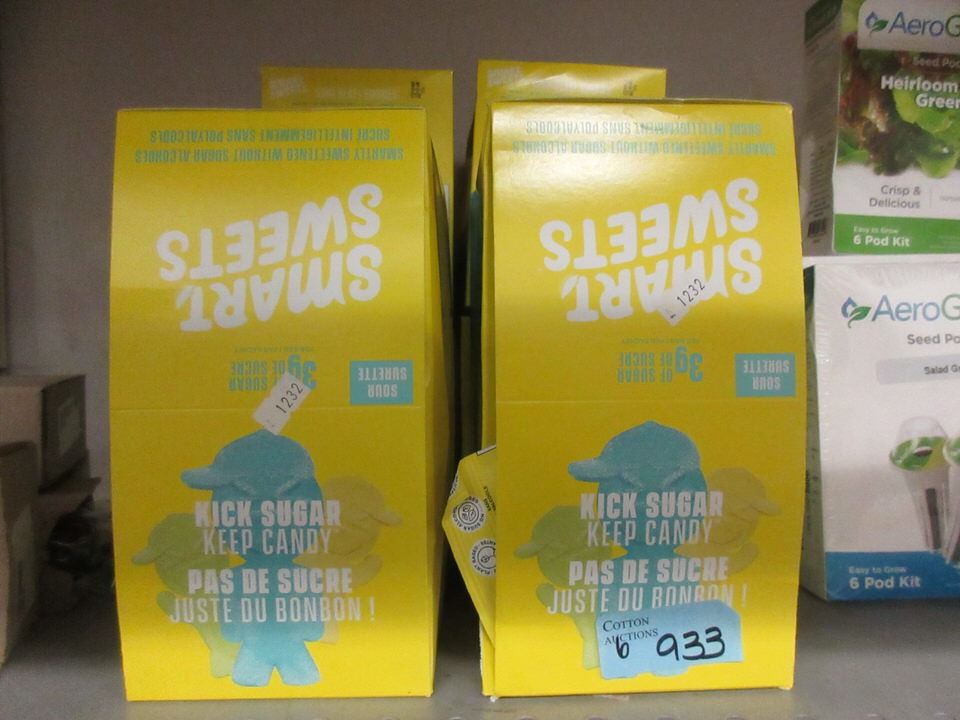 SMARTLY SWEETENED WITHOUT SUGAR ALCOHOLS
SUCRÉ INTELLIGEMMENT SANS POLYALCOOLS
SMART
SWEETS
3g OF SUGAR
DE SUCRE
SOUR
SURETTE
1232
KICK SUGAR
KEEP CANDY
PAS DE SUCRE
JUSTE DU BONBON !
SMARTLY SWEETENED WITHOUT SUGAR ALCOHOLS
SUCRÉ INTELLIGEMMENT SANS POLYALCOOLS
SMART
SWEETS
1232
3g OF SUGAR
DE SUCRE
SOUR
SURETTE
KICK SUGAR
KEEP CANDY
PAS DE SUCRE
JUSTE DU BONBON !
COTTON
AUCTIONS
6 933
AeroG
Seed Pod
Heirloom
Green
Crisp &
Delicious
Easy to Grow
6 Pod Kit
AeroG
Seed Po
Salad Gr
Easy to Grow
6 Pod Kit